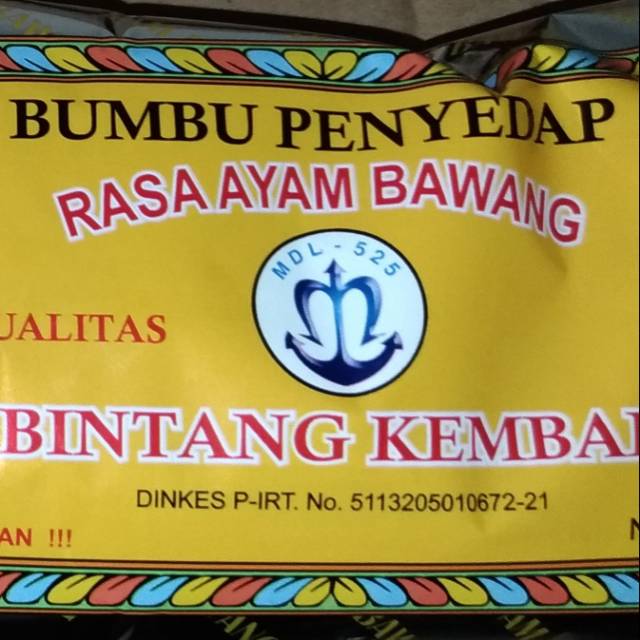 BUMBU PENYEDAP
RASA AYAM BAWANG
MDL - 525
UALITAS
BINTANG KEMBA
DINKES P-IRT. No. 5113205010672-21
AN !!!
N